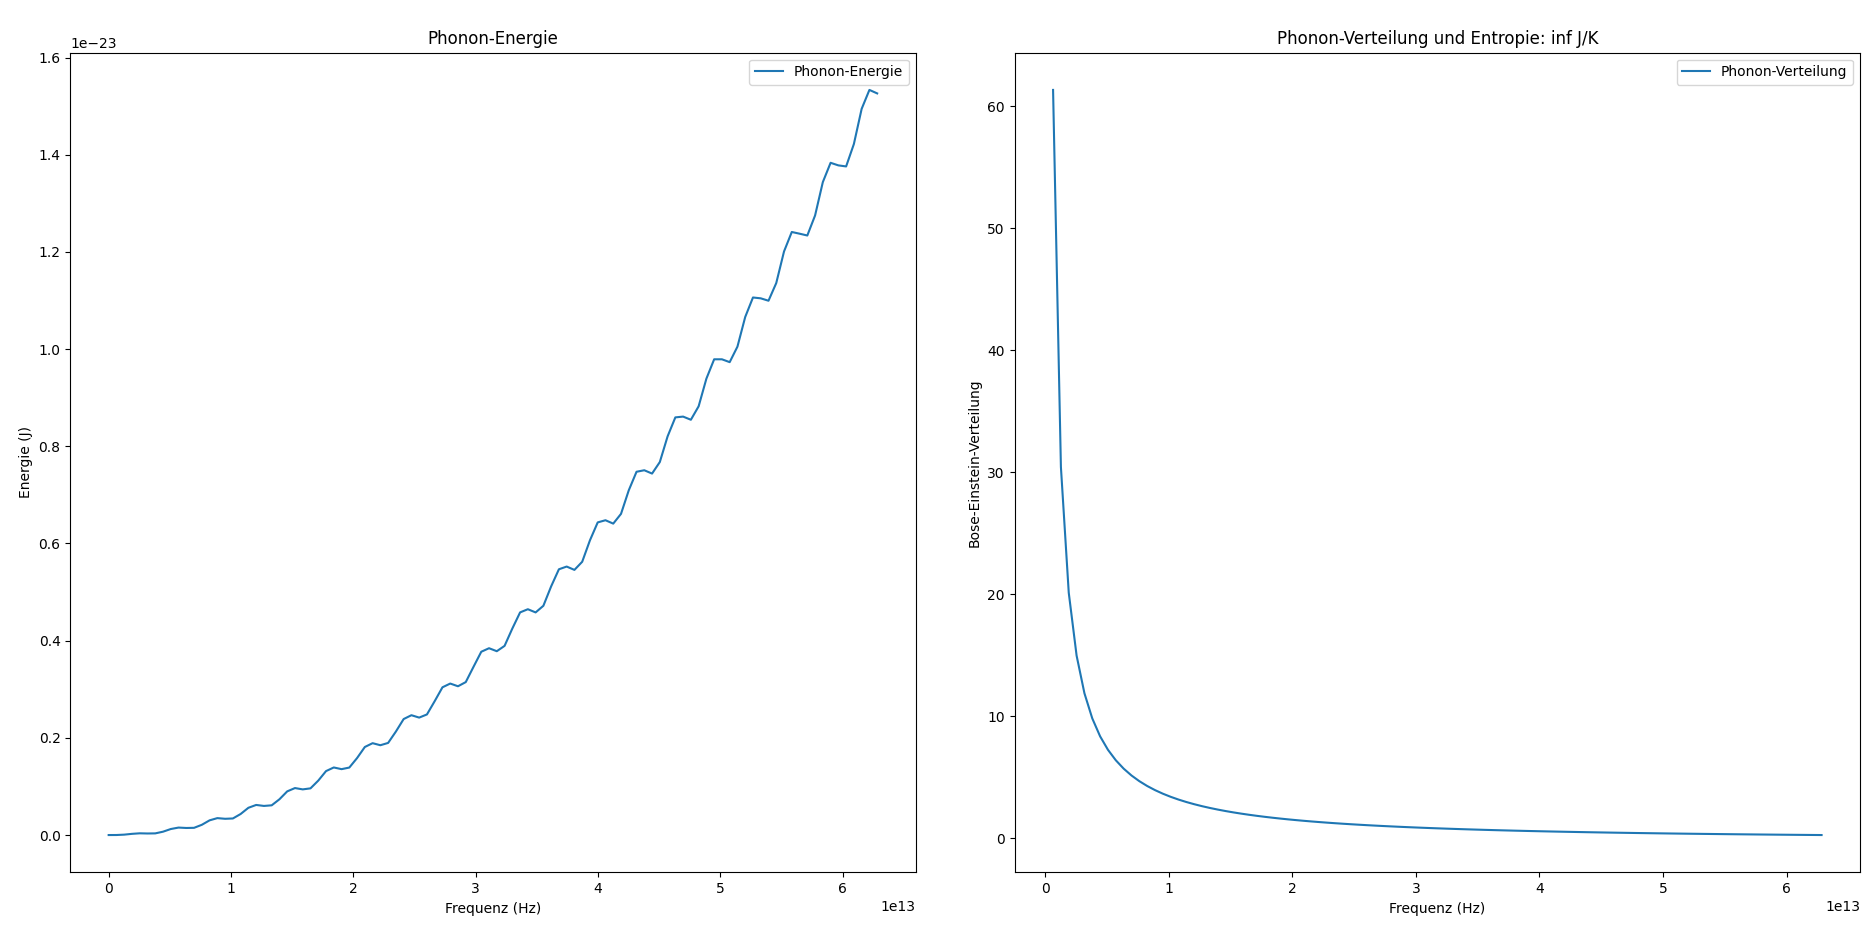 Phonon-Energie
1e−23
1.6
1.4
1.2
1.0
0.8
0.6
0.4
0.2
0.0
Energie (J)
Phonon-Energie
0 1 2 3 4 5 6
1e13
Frequenz (Hz)
Phonon-Verteilung und Entropie: inf J/K
60
50
40
30
20
10
0
Bose-Einstein-Verteilung
Phonon-Verteilung
0 1 2 3 4 5 6
1e13
Frequenz (Hz)